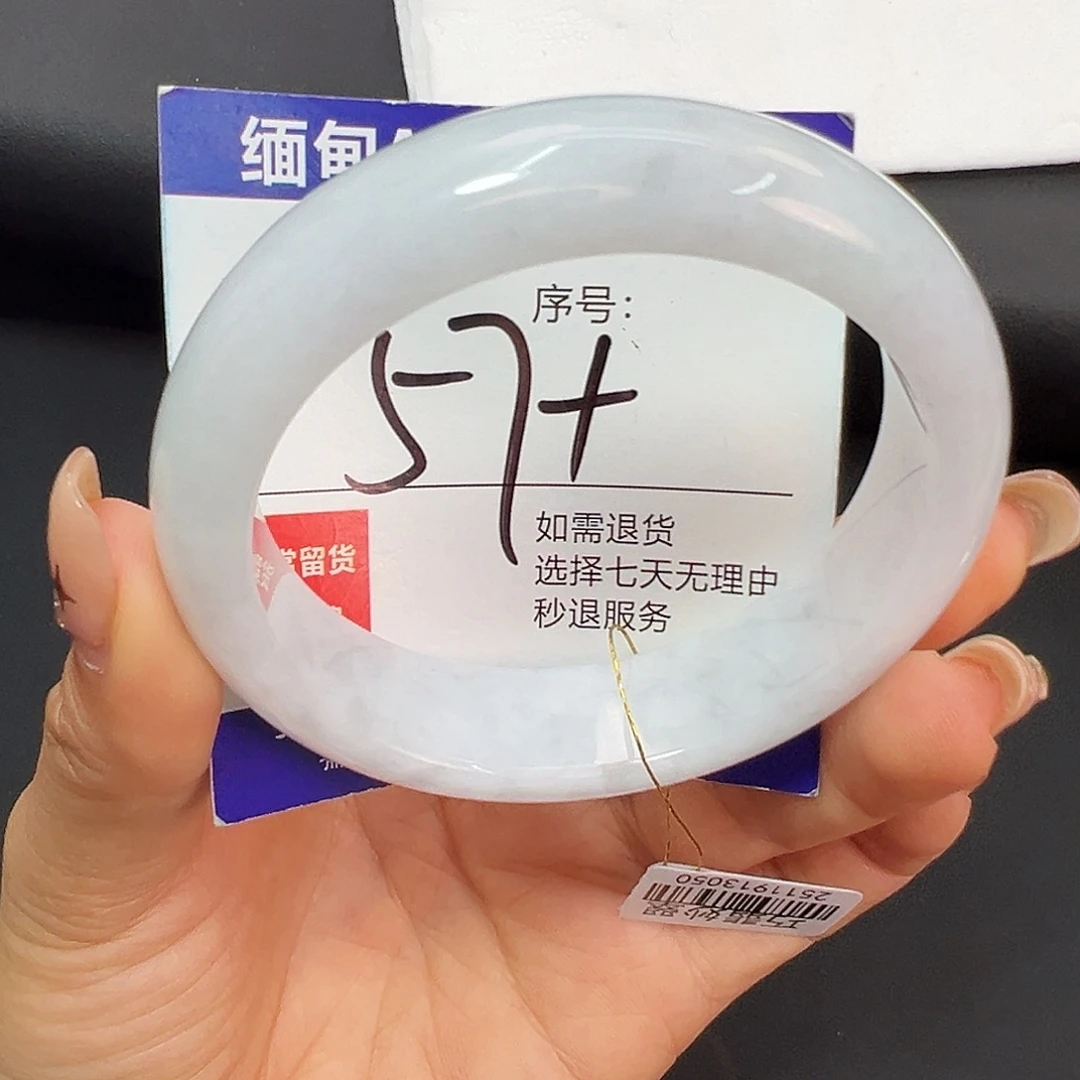 缅甸
序号：
57+
常留货
如需退货
选择七天无理由
秒退服务
2511913050